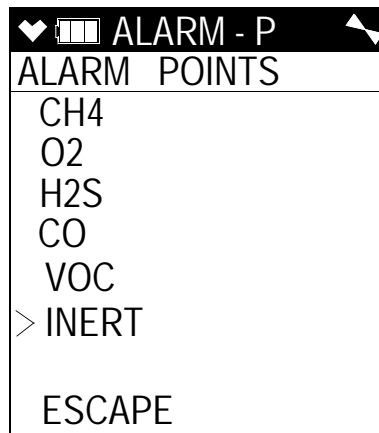 ALARM - P
ALARM POINTS
CH4
O2
H2S
CO
VOC
> INERT
ESCAPE